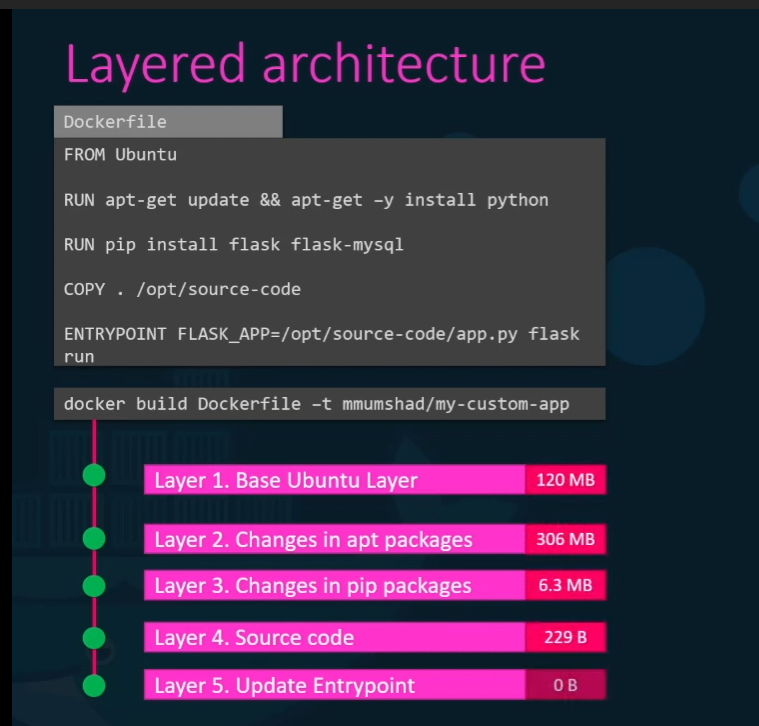 Layered architecture
Dockerfile
FROM Ubuntu
RUN apt-get update && apt-get –y install python
RUN pip install flask flask-mysql
COPY . /opt/source-code
ENTRYPOINT FLASK_APP=/opt/source-code/app.py flask
run
docker build Dockerfile –t mmumshad/my-custom-app
Layer 1. Base Ubuntu Layer 120 MB
Layer 2. Changes in apt packages 306 MB
Layer 3. Changes in pip packages 6.3 MB
Layer 4. Source code 229 B
Layer 5. Update Entrypoint 0 B